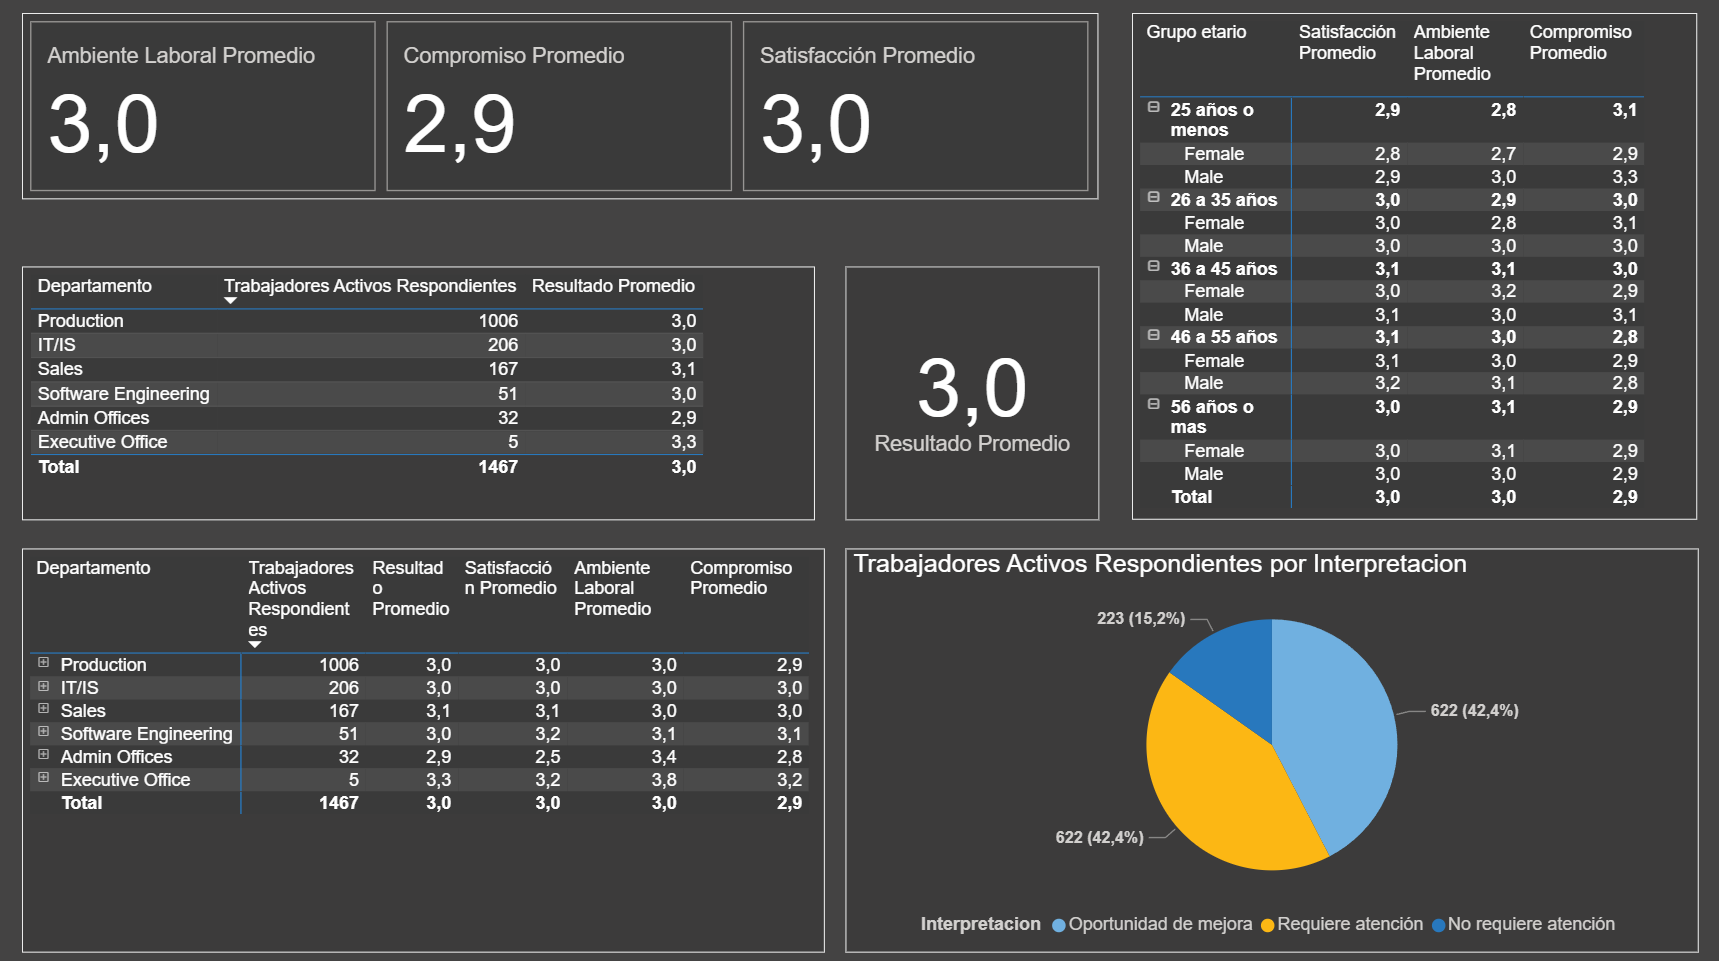 Ambiente Laboral Promedio
3,0
Compromiso Promedio
2,9
Satisfacción Promedio
3,0
Grupo etario Satisfacción Promedio Ambiente Laboral Promedio Compromiso Promedio
25 años o menos 2,9 2,8 3,1
Female 2,8 2,7 2,9
Male 2,9 3,0 3,3
26 a 35 años 3,0 2,9 3,0
Female 3,0 2,8 3,1
Male 3,0 3,0 3,0
36 a 45 años 3,1 3,1 3,0
Female 3,0 3,2 2,9
Male 3,1 3,0 3,1
46 a 55 años 3,1 3,0 2,8
Female 3,1 3,0 2,9
Male 3,2 3,1 2,8
56 años o mas 3,0 3,1 2,9
Female 3,0 3,1 2,9
Male 3,0 3,0 2,9
Total 3,0 3,0 2,9
Departamento Trabajadores Activos Respondientes Resultado Promedio
Production 1006 3,0
IT/IS 206 3,0
Sales 167 3,1
Software Engineering 51 3,0
Admin Offices 32 2,9
Executive Office 5 3,3
Total 1467 3,0
3,0
Resultado Promedio
Departamento Trabajadores Activos Respondientes Resultado Promedio Satisfacción Promedio Ambiente Laboral Promedio Compromiso Promedio
Production 1006 3,0 3,0 3,0 2,9
IT/IS 206 3,0 3,0 3,0 3,0
Sales 167 3,1 3,1 3,0 3,0
Software Engineering 51 3,0 3,2 3,1 3,1
Admin Offices 32 2,9 2,5 3,4 2,8
Executive Office 5 3,3 3,2 3,8 3,2
Total 1467 3,0 3,0 3,0 2,9
Trabajadores Activos Respondientes por Interpretacion
223 (15,2%)
622 (42,4%)
622 (42,4%)
Interpretacion Oportunidad de mejora Requiere atención No requiere atención